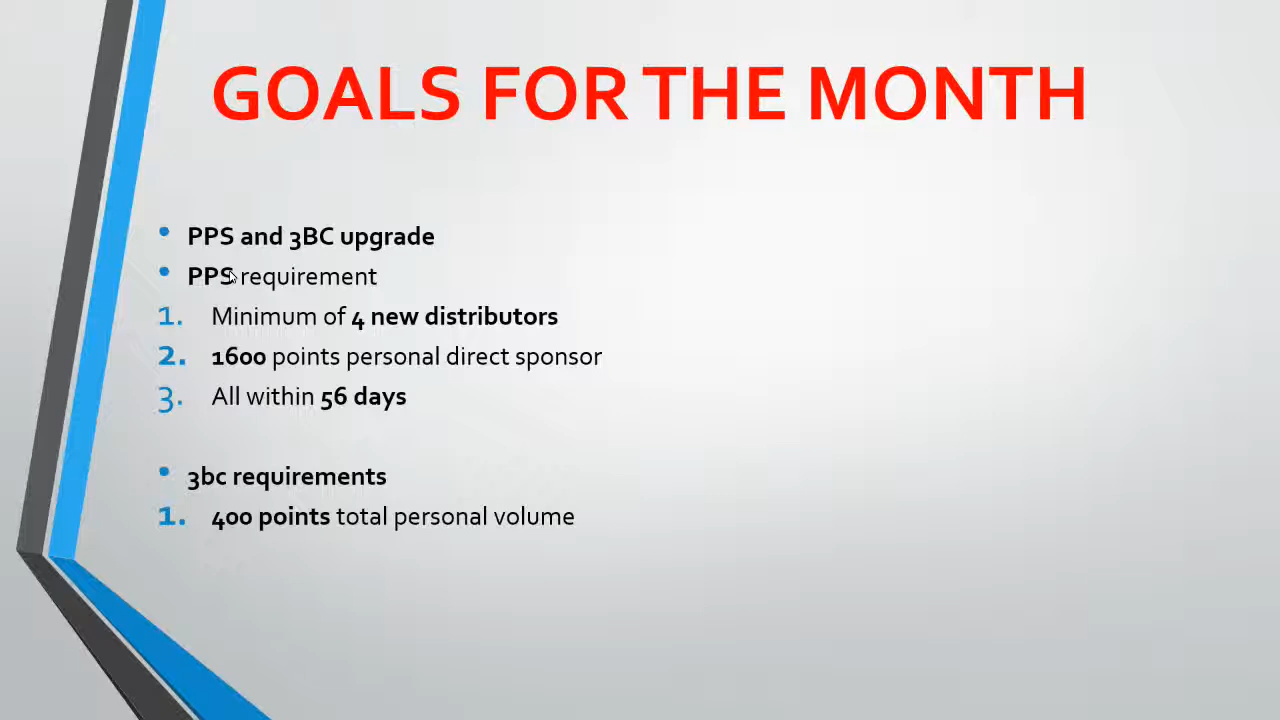 GOALS FOR THE MONTH
• PPS and 3BC upgrade
• PPS requirement
1. Minimum of 4 new distributors
2. 1600 points personal direct sponsor
3. All within 56 days
• 3bc requirements
1. 400 points total personal volume